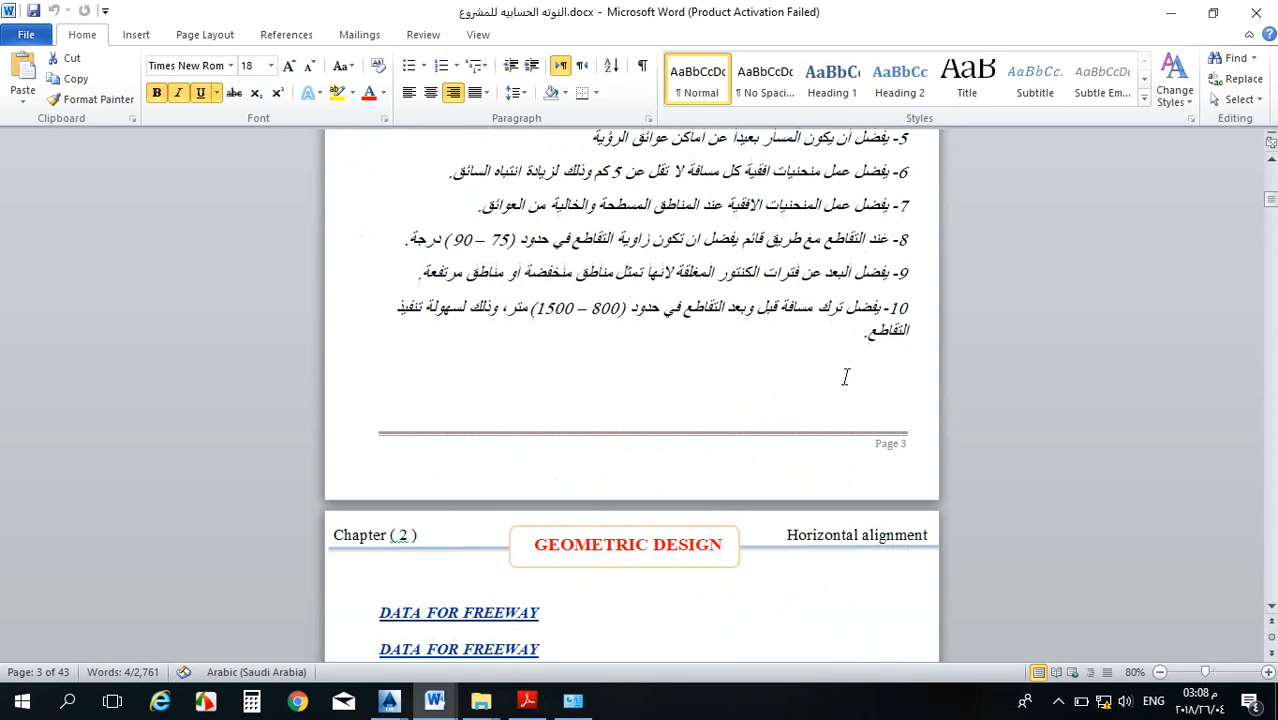 النوته الحسابيه للمشروع.docx - Microsoft Word (Product Activation Failed)
File Home Insert Page Layout References Mailings Review View
Cut
Copy
Format Painter
Paste
Clipboard
Times New Rom 18
Aa
B I U abc X₂ X² A ab A
Font
Paragraph
AaBbCcDc AaBbCcDc AaBbCc AaBbCc AaB AaBbCc. AaBbCcDc
¶ Normal ¶ No Spaci... Heading 1 Heading 2 Title Subtitle Subtle Em...
Styles
Change Styles
Find
Replace
Select
Editing
5- يفضل ان يكون المسار بعيدا عن اماكن عوائق الرؤية
6- يفضل عمل منحنيات افقية كل مسافة لا تقل عن 5 كم وذلك لزيادة انتباه السائق.
7- يفضل عمل المنحنيات الافقية عند المناطق المسطحة والخالية من العوائق.
8- عند التقاطع مع طريق قائم يفضل ان تكون زاوية التقاطع في حدود (75 – 90 ) درجة.
9- يفضل البعد عن فترات الكنتور المغلقة لانها تمثل مناطق منخفضة أو مناطق مرتفعة.
10- يفضل ترك مسافة قبل وبعد التقاطع في حدود (800 – 1500) متر، وذلك لسهولة تنفيذ
التقاطع.
Page 3
Chapter ( 2 ) GEOMETRIC DESIGN Horizontal alignment
DATA FOR FREEWAY
DATA FOR FREEWAY
Page: 3 of 43 Words: 4/2,761 Arabic (Saudi Arabia) 80%
ENG
03:08 م